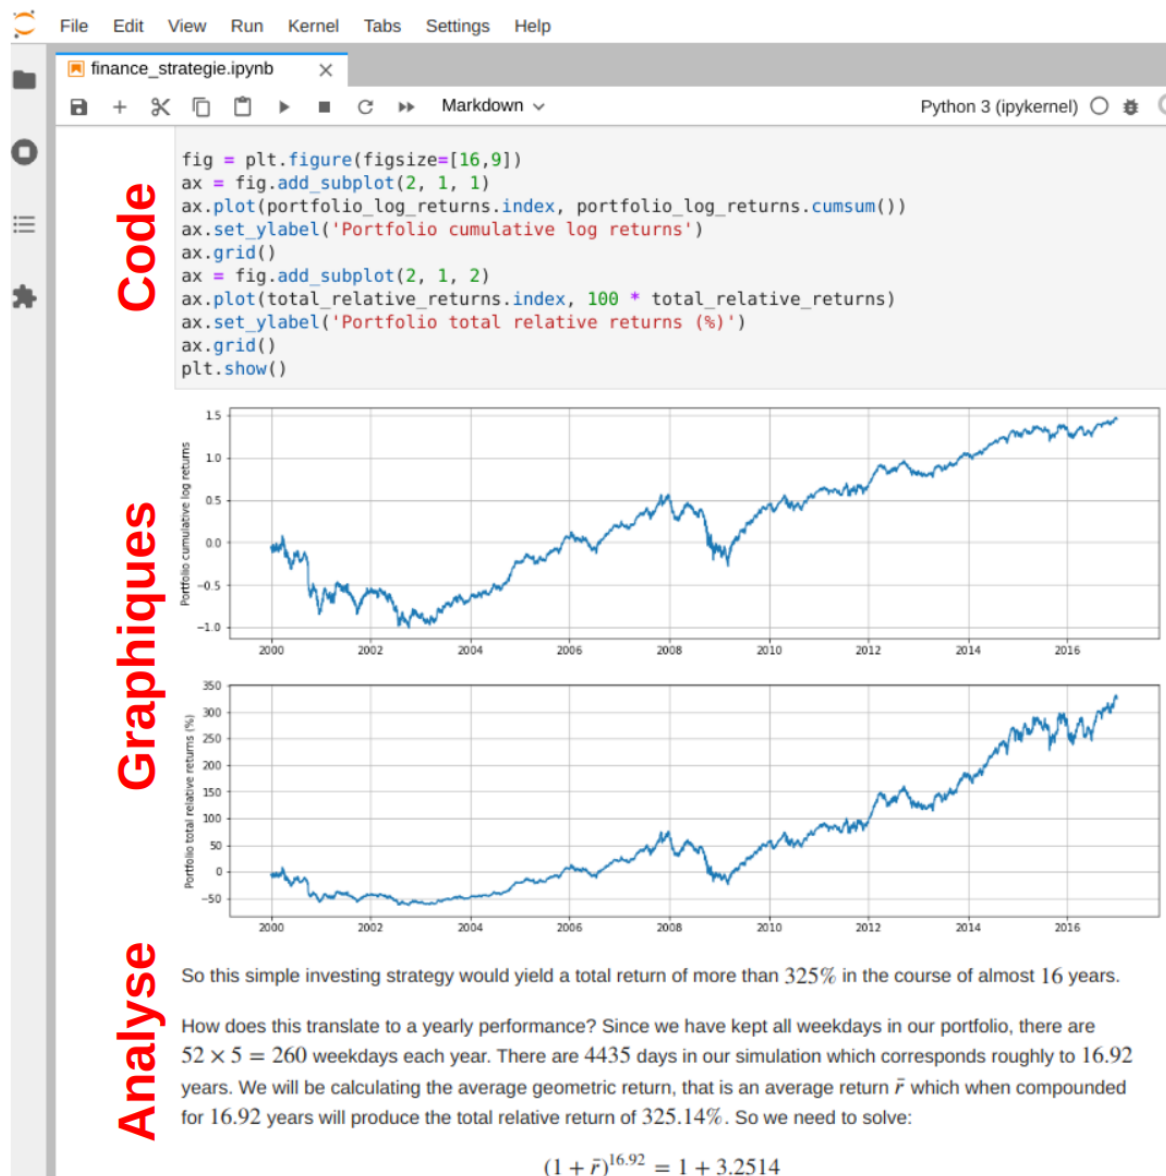 File Edit View Run Kernel Tabs Settings Help
finance_strategie.ipynb
Markdown
Python 3 (ipykernel)
Code
fig = plt.figure(figsize=[16,9])
ax = fig.add_subplot(2, 1, 1)
ax.plot(portfolio_log_returns.index, portfolio_log_returns.cumsum())
ax.set_ylabel('Portfolio cumulative log returns')
ax.grid()
ax = fig.add_subplot(2, 1, 2)
ax.plot(total_relative_returns.index, 100 * total_relative_returns)
ax.set_ylabel('Portfolio total relative returns (%)')
ax.grid()
plt.show()
Graphiques
Portfolio cumulative log returns
1.5
1.0
0.5
0.0
−0.5
−1.0
2000 2002 2004 2006 2008 2010 2012 2014 2016
Portfolio total relative returns (%)
350
300
250
200
150
100
50
0
−50
2000 2002 2004 2006 2008 2010 2012 2014 2016
Analyse
So this simple investing strategy would yield a total return of more than 325% in the course of almost 16 years.
How does this translate to a yearly performance? Since we have kept all weekdays in our portfolio, there are
52 × 5 = 260 weekdays each year. There are 4435 days in our simulation which corresponds roughly to 16.92
years. We will be calculating the average geometric return, that is an average return r̄ which when compounded
for 16.92 years will produce the total relative return of 325.14%. So we need to solve:
(1 + r̄)^16.92 = 1 + 3.2514